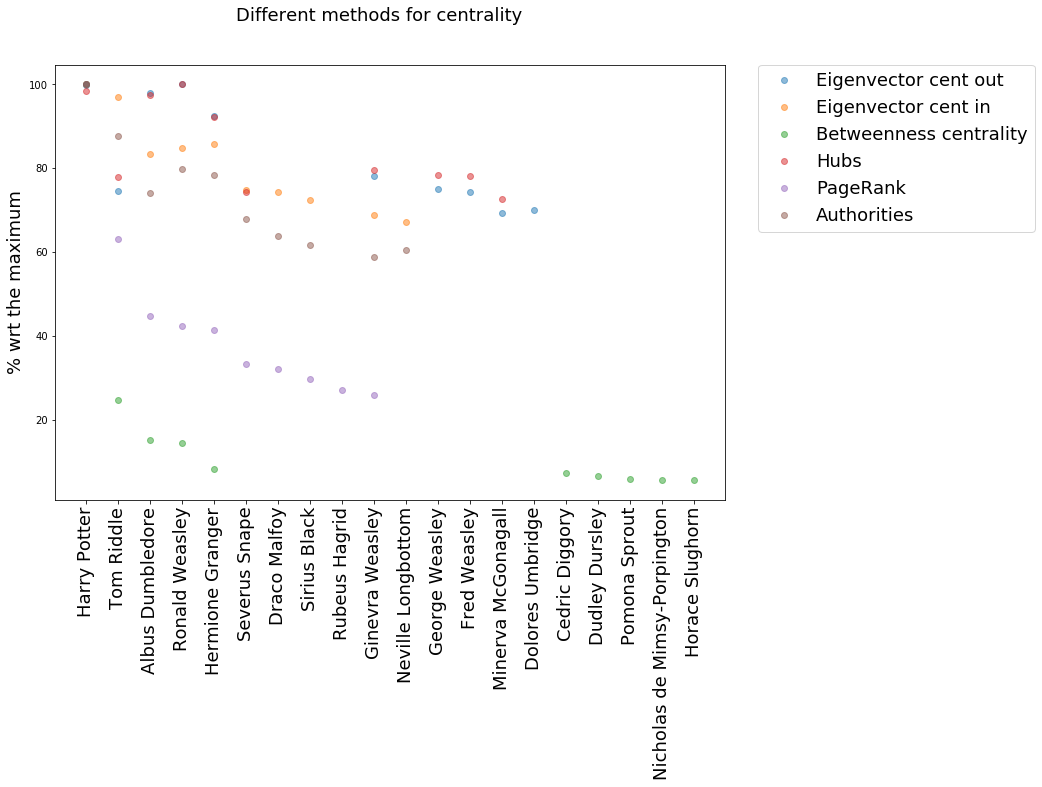 Different methods for centrality
% wrt the maximum
100
80
60
40
20
Harry Potter
Tom Riddle
Albus Dumbledore
Ronald Weasley
Hermione Granger
Severus Snape
Draco Malfoy
Sirius Black
Rubeus Hagrid
Ginevra Weasley
Neville Longbottom
George Weasley
Fred Weasley
Minerva McGonagall
Dolores Umbridge
Cedric Diggory
Dudley Dursley
Pomona Sprout
Nicholas de Mimsy-Porpington
Horace Slughorn
Eigenvector cent out
Eigenvector cent in
Betweenness centrality
Hubs
PageRank
Authorities